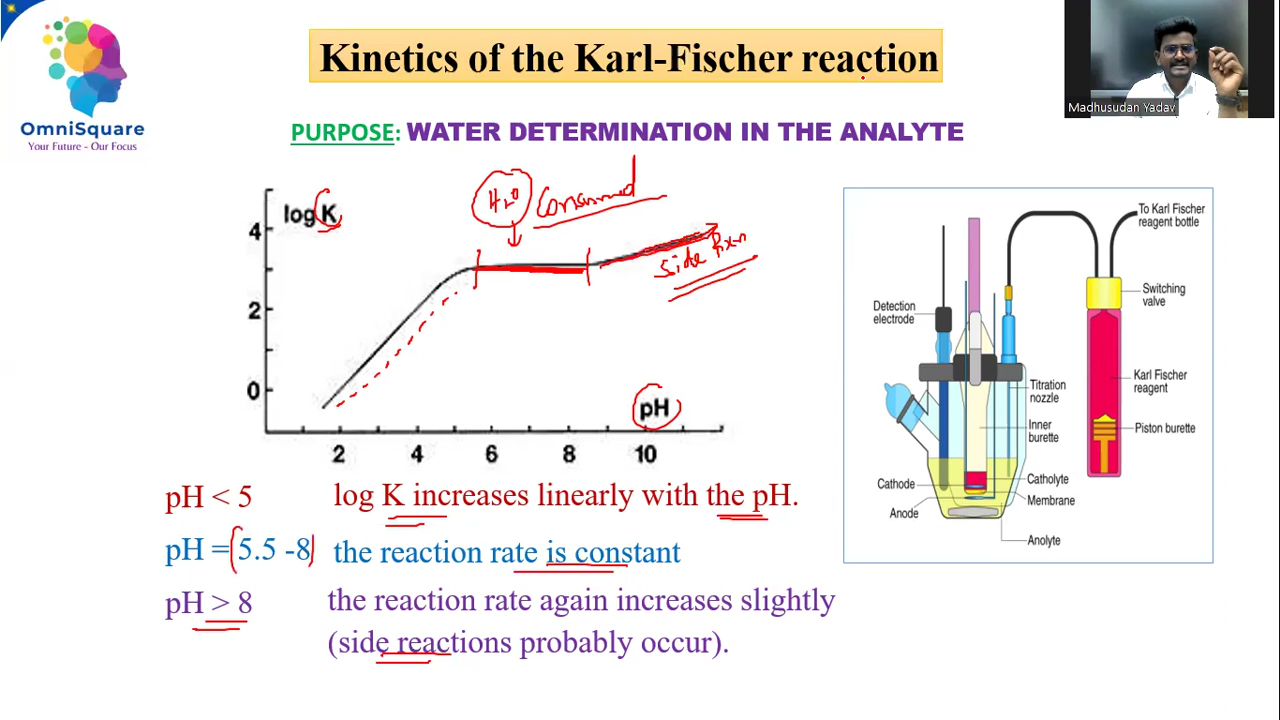 Kinetics of the Karl-Fischer reaction
Madhusudan Yadav
OmniSquare
Your Future - Our Focus
PURPOSE: WATER DETERMINATION IN THE ANALYTE
log K
H2O consumed
4
2
0
side Rx-n
pH
2 4 6 8 10
To Karl Fischer
reagent bottle
Switching
valve
Detection
electrode
Karl Fischer
reagent
Titration
nozzle
Inner
burette
Piston burette
Cathode
Catholyte
Membrane
Anode
Anolyte
pH < 5 log K increases linearly with the pH.
pH = 5.5 -8 the reaction rate is constant
pH > 8 the reaction rate again increases slightly
(side reactions probably occur).